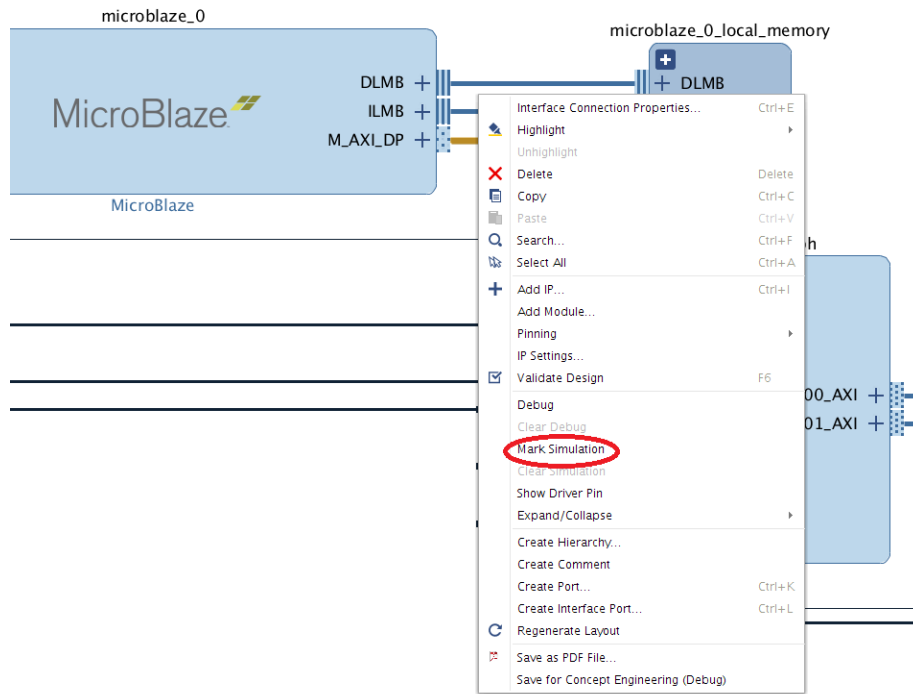 microblaze_0
microblaze_0_local_memory
DLMB
DLMB
ILMB
M_AXI_DP
MicroBlaze
MicroBlaze
Interface Connection Properties... Ctrl+E
Highlight
Unhighlight
Delete Delete
Copy Ctrl+C
Paste Ctrl+V
Search... Ctrl+F
Select All Ctrl+A
Add IP... Ctrl+I
Add Module...
Pinning
IP Settings...
Validate Design F6
Debug
Clear Debug
Mark Simulation
Clear Simulation
Show Driver Pin
Expand/Collapse
Create Hierarchy...
Create Comment
Create Port... Ctrl+K
Create Interface Port... Ctrl+L
Regenerate Layout
Save as PDF File...
Save for Concept Engineering (Debug)
h
00_AXI
01_AXI